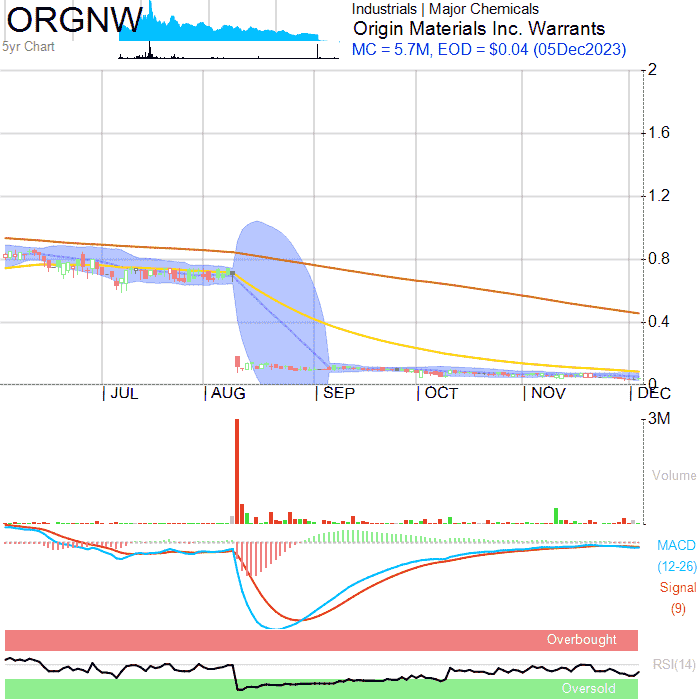 ORGNW
5yr Chart
Industrials | Major Chemicals
Origin Materials Inc. Warrants
MC = 5.7M, EOD = $0.04 (05Dec2023)
2
1.6
1.2
0.8
0.4
0
JUL
AUG
SEP
OCT
NOV
DEC
3M
Volume
MACD
(12-26)
Signal
(9)
Overbought
RSI(14)
Oversold